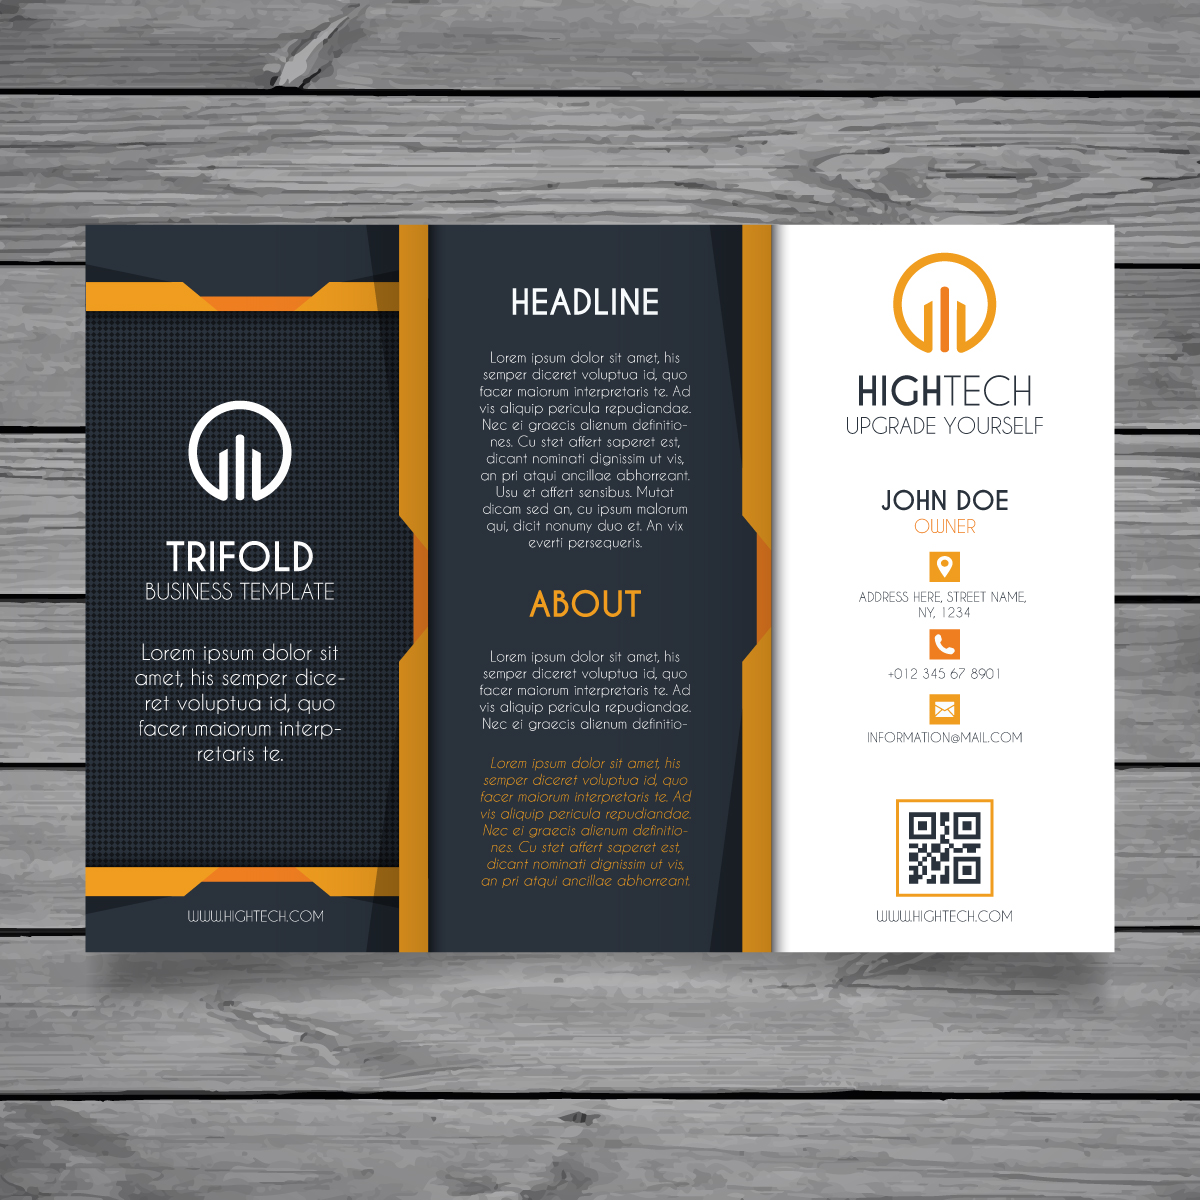 TRIFOLD
BUSINESS TEMPLATE
Lorem ipsum dolor sit
amet, his semper dice-
ret voluptua id, quo
facer maiorum interp-
retaris te.
WWW.HIGHTECH.COM
HEADLINE
Lorem ipsum dolor sit amet, his
semper diceret voluptua id, quo
facer maiorum interpretaris te. Ad
vis aliquip pericula repudiandae.
Nec ei graecis alienum definitio-
nes. Cu stet affert saperet est,
dicant nominati dignissim ut vis,
an pri atqui ancillae abhorreant.
Usu et affert sensibus. Mutat
dicam sed an, cu ipsum malorum
qui, dicit nonumy duo et. An vix
everti persequeris.
ABOUT
Lorem ipsum dolor sit amet, his
semper diceret voluptua id, quo
facer maiorum interpretaris te. Ad
vis aliquip pericula repudiandae.
Nec ei graecis alienum definitio-
Lorem ipsum dolor sit amet, his
semper diceret voluptua id, quo
facer maiorum interpretaris te. Ad
vis aliquip pericula repudiandae.
Nec ei graecis alienum definitio-
nes. Cu stet affert saperet est,
dicant nominati dignissim ut vis,
an pri atqui ancillae abhorreant.
HIGHTECH
UPGRADE YOURSELF
JOHN DOE
OWNER
ADDRESS HERE, STREET NAME,
NY, 1234
+012 345 67 8901
INFORMATION@MAIL.COM
WWW.HIGHTECH.COM